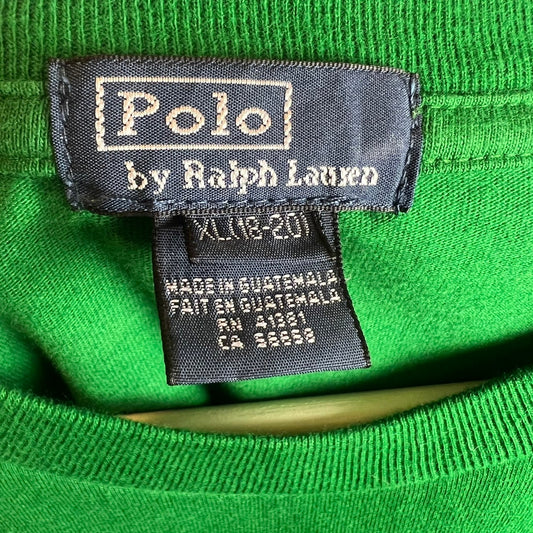 Polo
by Ralph Lauren
XL(18-20)
MADE IN GUATEMALA
FAIT EN GUATEMALA
RN 41381
CA 56658